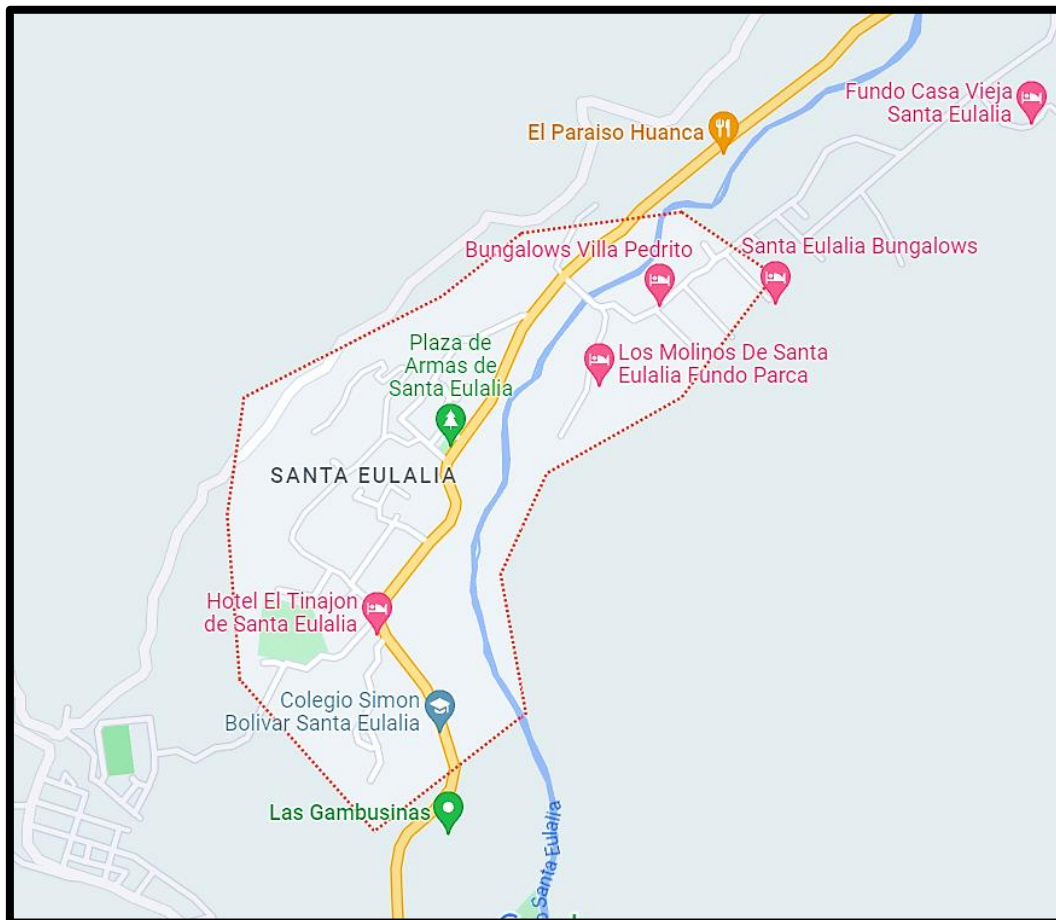 Fundo Casa Vieja
Santa Eulalia
El Paraiso Huanca
Bungalows Villa Pedrito
Santa Eulalia Bungalows
Plaza de
Armas de
Santa Eulalia
Los Molinos De Santa
Eulalia Fundo Parca
SANTA EULALIA
Hotel El Tinajon
de Santa Eulalia
Colegio Simon
Bolivar Santa Eulalia
Las Gambusinas
Santa Eulalia